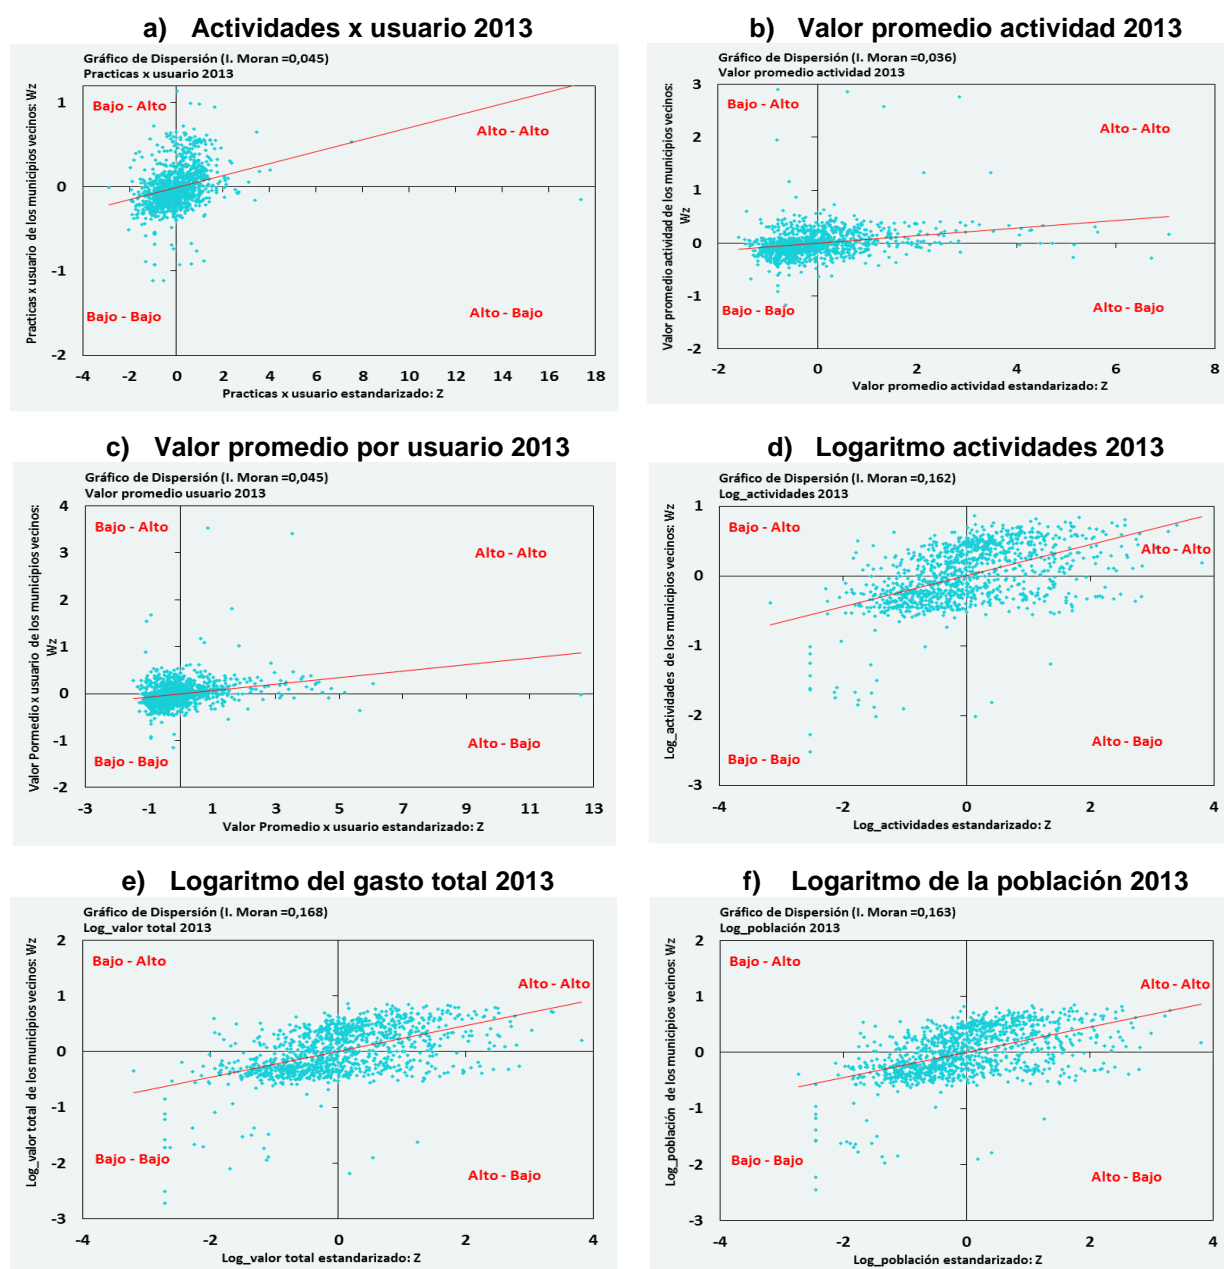 a) Actividades x usuario 2013
Gráfico de Dispersión (I. Moran =0,045)
Practicas x usuario 2013
Practicas x usuario de los municipios vecinos: Wz
Bajo - Alto
Alto - Alto
Bajo - Bajo
Alto - Bajo
1
0
-1
-2
-4 -2 0 2 4 6 8 10 12 14 16 18
Practicas x usuario estandarizado: Z
b) Valor promedio actividad 2013
Gráfico de Dispersión (I. Moran =0,036)
Valor promedio actividad 2013
Valor promedio actividad de los municipios vecinos:
Wz
Bajo - Alto
Alto - Alto
Bajo - Bajo
Alto - Bajo
3
2
1
0
-1
-2
-2 0 2 4 6 8
Valor promedio actividad estandarizado: Z
c) Valor promedio por usuario 2013
Gráfico de Dispersión (I. Moran =0,045)
Valor promedio usuario 2013
Valor Pormedio x usuario de los municipios vecinos:
Wz
Bajo - Alto
Alto - Alto
Bajo - Bajo
Alto - Bajo
4
3
2
1
0
-1
-2
-3 -1 1 3 5 7 9 11 13
Valor Promedio x usuario estandarizado: Z
d) Logaritmo actividades 2013
Gráfico de Dispersión (I. Moran =0,162)
Log_actividades 2013
Log_actividades de los municipios vecinos: Wz
Bajo - Alto
Alto - Alto
Bajo - Bajo
Alto - Bajo
1
0
-1
-2
-3
-4 -2 0 2 4
Log_actividades estandarizado: Z
e) Logaritmo del gasto total 2013
Gráfico de Dispersión (I. Moran =0,168)
Log_valor total 2013
Log_valor total de los municipios vecinos: Wz
Bajo - Alto
Alto - Alto
Bajo - Bajo
Alto - Bajo
2
1
0
-1
-2
-3
-4 -2 0 2 4
Log_valor total estandarizado: Z
f) Logaritmo de la población 2013
Gráfico de Dispersión (I. Moran =0,163)
Log_población 2013
Log_población de los municipios vecinos: Wz
Bajo - Alto
Alto - Alto
Bajo - Bajo
Alto - Bajo
2
1
0
-1
-2
-3
-4 -2 0 2 4
Log_población estandarizado: Z